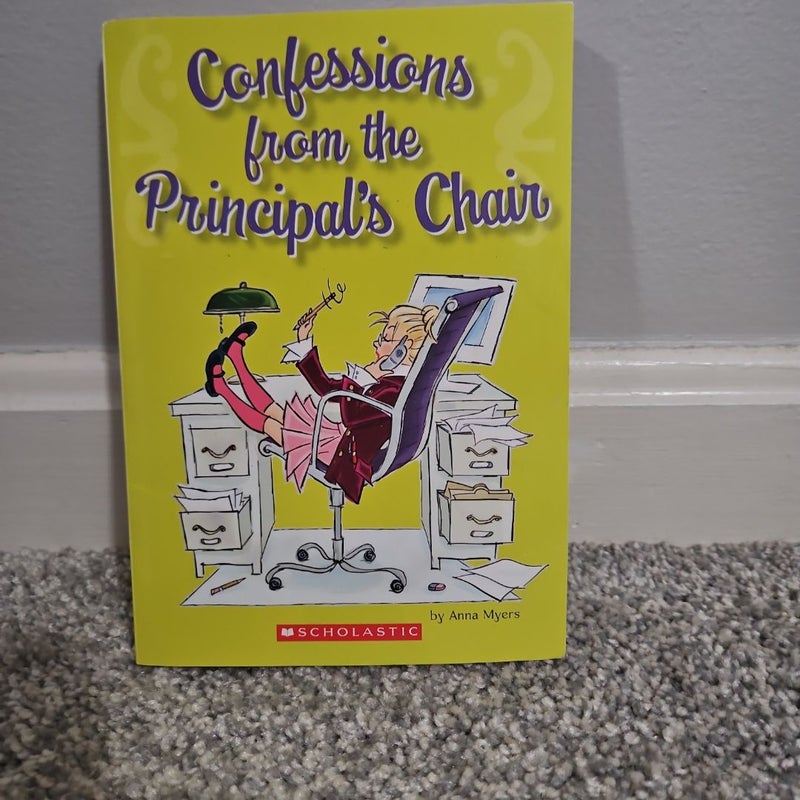 Confessions
from the
Principal's Chair
by Anna Myers
SCHOLASTIC